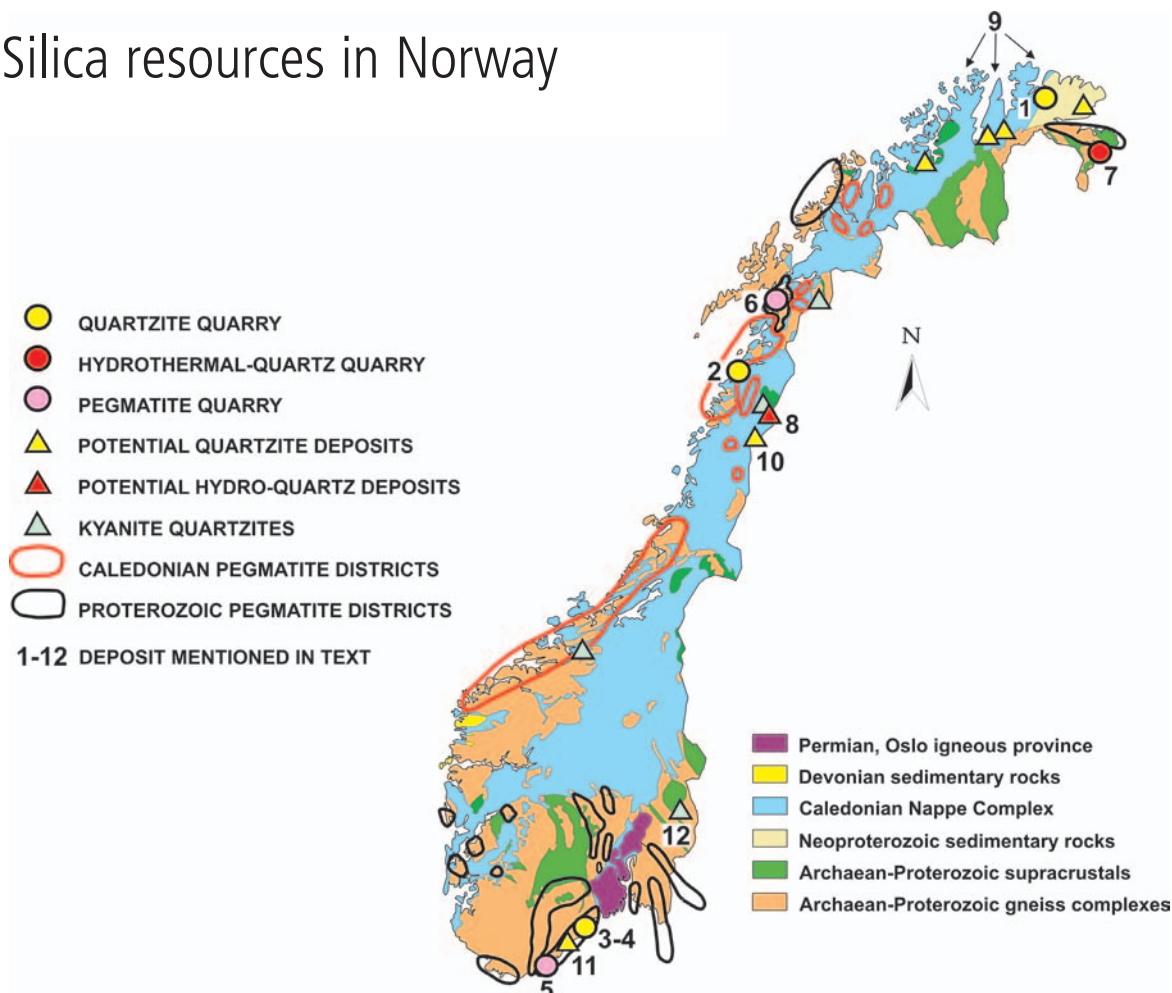 Silica resources in Norway
9
1
7
6
2
8
10
N
QUARTZITE QUARRY
HYDROTHERMAL-QUARTZ QUARRY
PEGMATITE QUARRY
POTENTIAL QUARTZITE DEPOSITS
POTENTIAL HYDRO-QUARTZ DEPOSITS
KYANITE QUARTZITES
CALEDONIAN PEGMATITE DISTRICTS
PROTEROZOIC PEGMATITE DISTRICTS
1-12 DEPOSIT MENTIONED IN TEXT
Permian, Oslo igneous province
Devonian sedimentary rocks
Caledonian Nappe Complex
Neoproterozoic sedimentary rocks
Archaean-Proterozoic supracrustals
Archaean-Proterozoic gneiss complexes
12
3-4
11
5